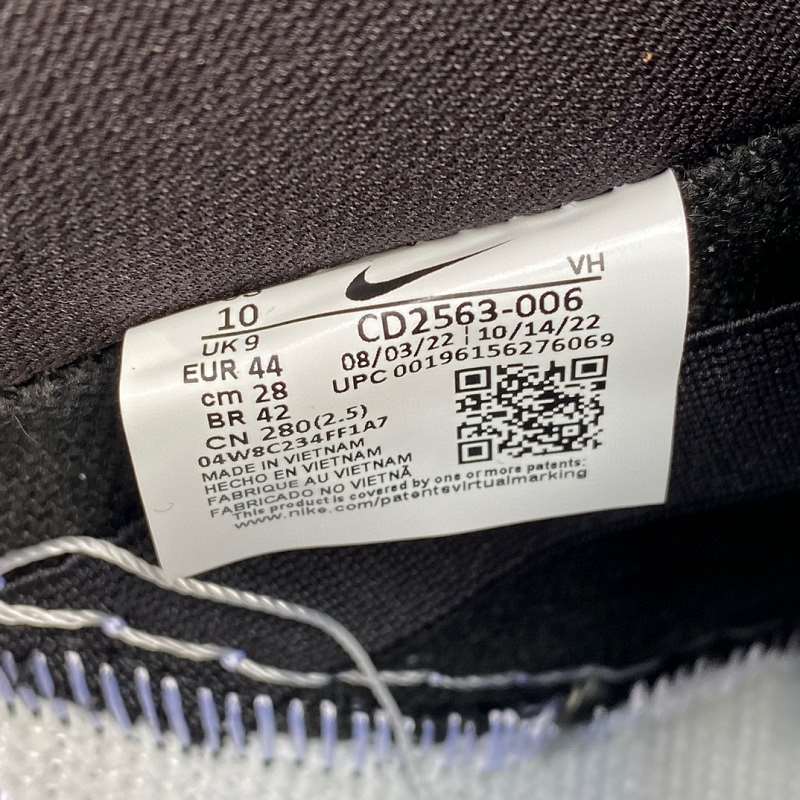 VH
10
CD2563-006
UK 9
08/03/22 | 10/14/22
EUR 44
UPC 00196156276069
cm 28
BR 42
CN 280(2.5)
04W8C234FF1A7
MADE IN VIETNAM
HECHO EN VIETNAM
FABRIQUE AU VIETNAM
FABRICADO NO VIETNÃ
This product is covered by one or more patents:
www.nike.com/patentsvirtualmarking